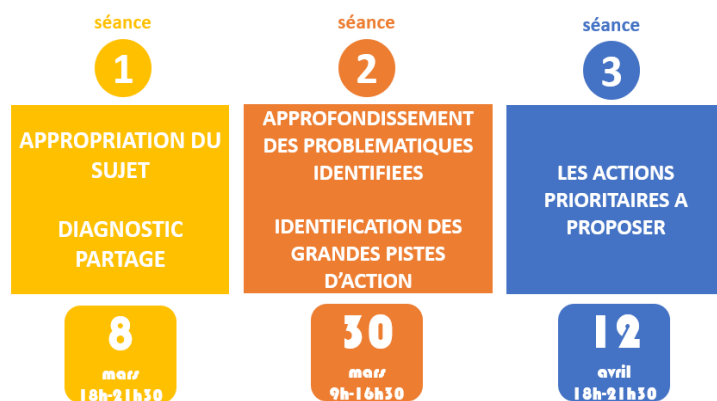 séance
1
APPROPRIATION DU
SUJET
DIAGNOSTIC
PARTAGE
8
mars
18h-21h30
séance
2
APPROFONDISSEMENT
DES PROBLEMATIQUES
IDENTIFIEES
IDENTIFICATION DES
GRANDES PISTES
D'ACTION
30
mars
9h-16h30
séance
3
LES ACTIONS
PRIORITAIRES A
PROPOSER
12
avril
18h-21h30